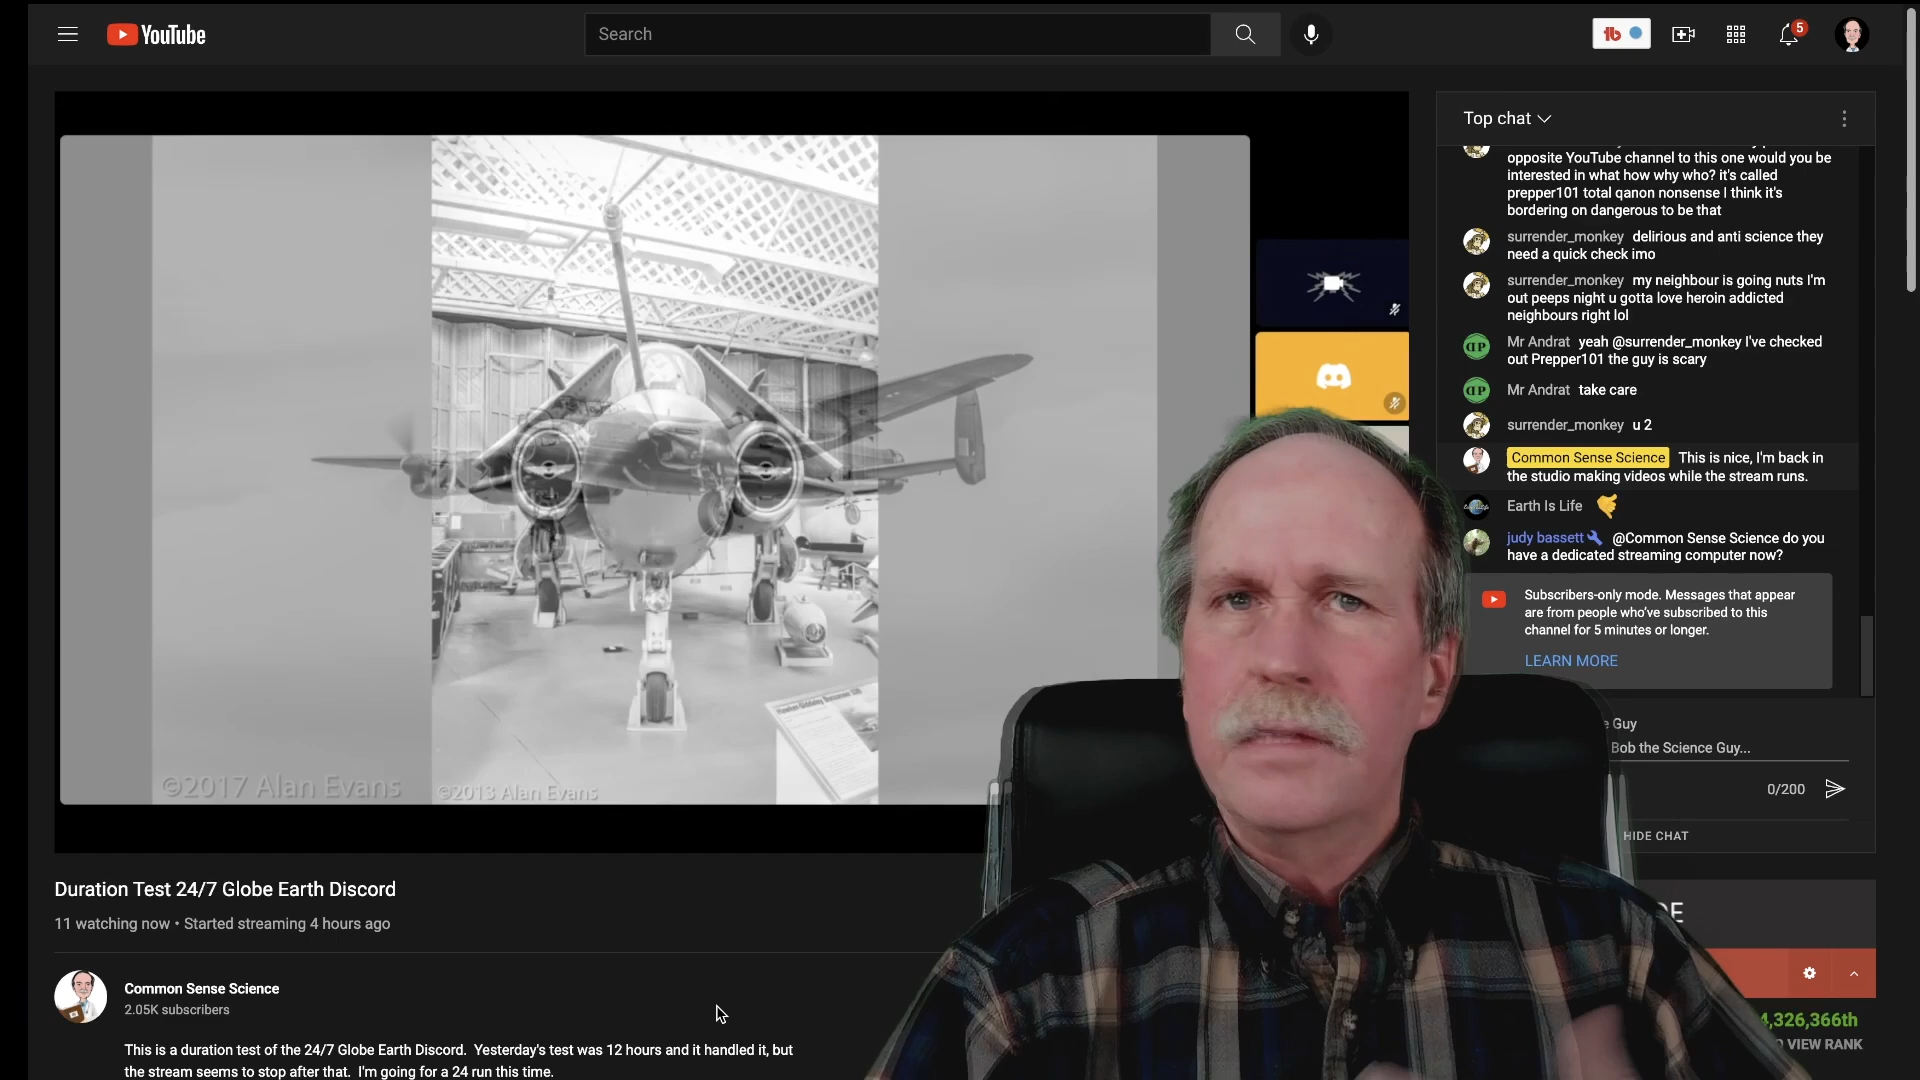 YouTube
Search
5
Top chat
opposite YouTube channel to this one would you be
interested in what how why who? it's called
prepper101 total qanon nonsense I think it's
bordering on dangerous to be that
surrender_monkey delirious and anti science they
need a quick check imo
surrender_monkey my neighbour is going nuts I'm
out peeps night u gotta love heroin addicted
neighbours right lol
Mr Andrat yeah @surrender_monkey I've checked
out Prepper101 the guy is scary
Mr Andrat take care
surrender_monkey u 2
Common Sense Science This is nice, I'm back in
the studio making videos while the stream runs.
Earth Is Life
judy bassett @Common Sense Science do you
have a dedicated streaming computer now?
Subscribers-only mode. Messages that appear
are from people who've subscribed to this
channel for 5 minutes or longer.
LEARN MORE
e Guy
Bob the Science Guy...
0/200
HIDE CHAT
©2017 Alan Evans
©2013 Alan Evans
Duration Test 24/7 Globe Earth Discord
11 watching now • Started streaming 4 hours ago
Common Sense Science
2.05K subscribers
This is a duration test of the 24/7 Globe Earth Discord. Yesterday's test was 12 hours and it handled it, but
the stream seems to stop after that. I'm going for a 24 run this time.
4,326,366th
VIEW RANK